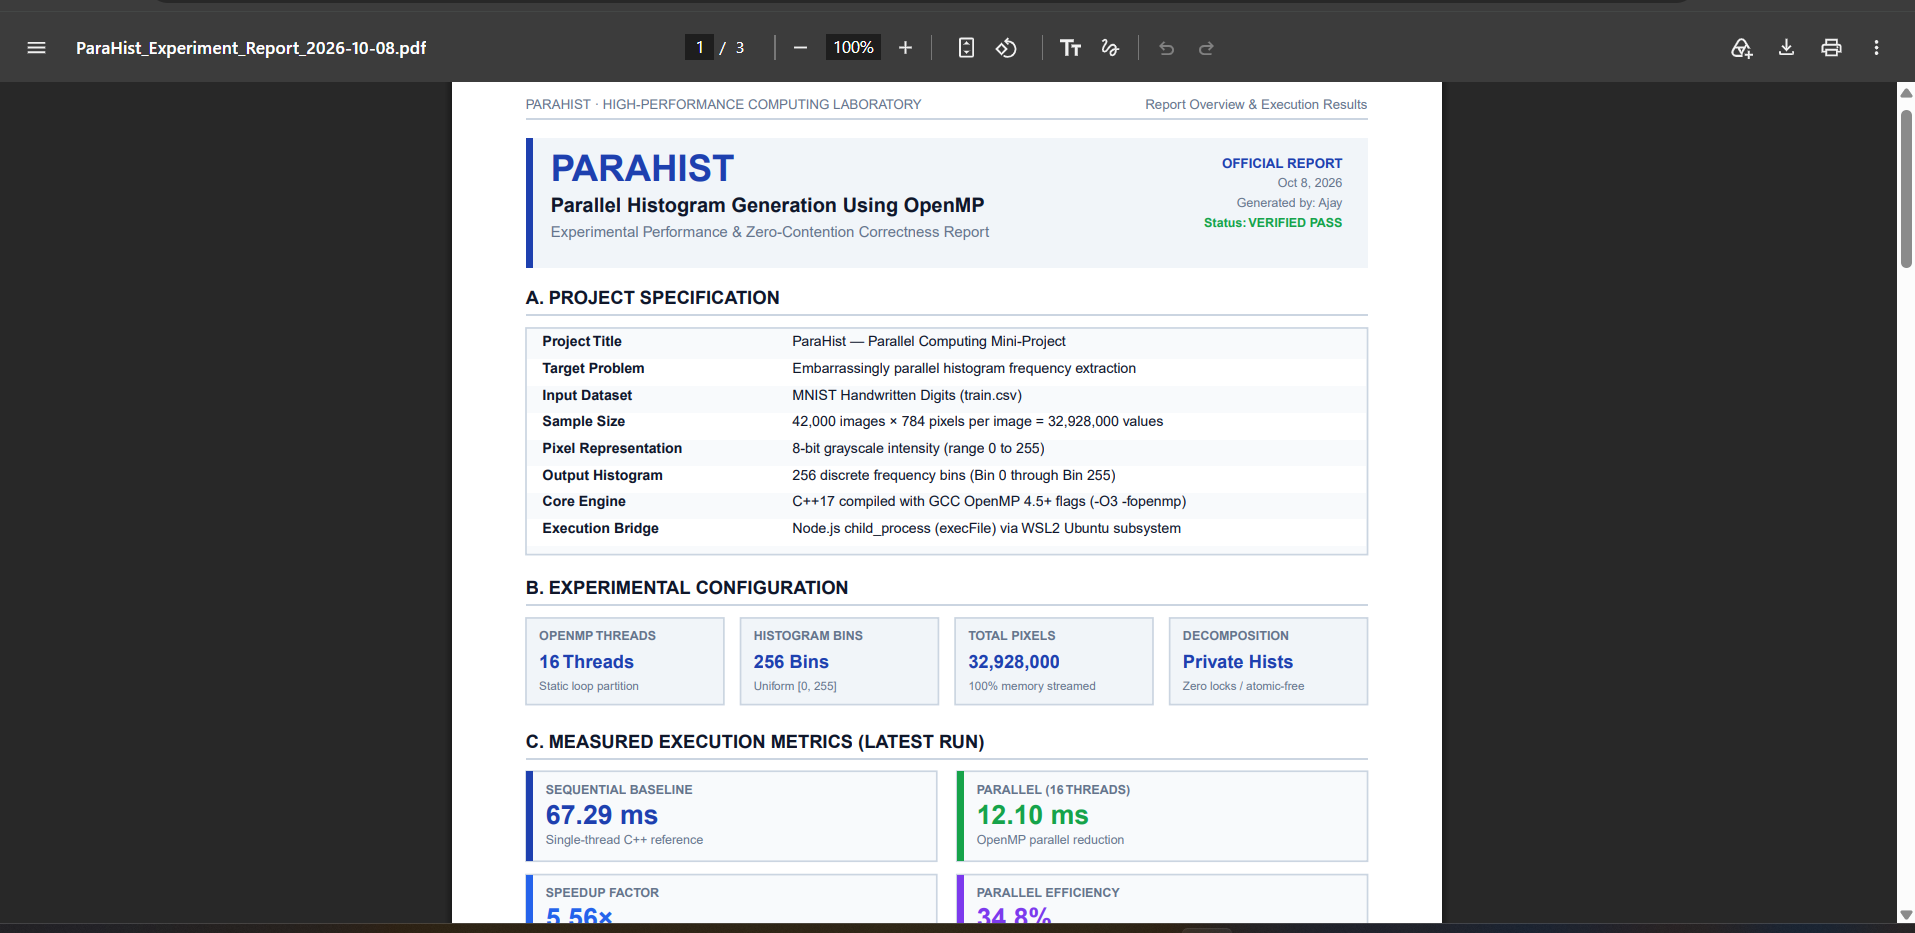 ParaHist_Experiment_Report_2026-10-08.pdf
1 / 3
100%
PARAHIST · HIGH-PERFORMANCE COMPUTING LABORATORY
Report Overview & Execution Results
PARAHIST
Parallel Histogram Generation Using OpenMP
Experimental Performance & Zero-Contention Correctness Report
OFFICIAL REPORT
Oct 8, 2026
Generated by: Ajay
Status: VERIFIED PASS
A. PROJECT SPECIFICATION
Project Title ParaHist — Parallel Computing Mini-Project
Target Problem Embarrassingly parallel histogram frequency extraction
Input Dataset MNIST Handwritten Digits (train.csv)
Sample Size 42,000 images × 784 pixels per image = 32,928,000 values
Pixel Representation 8-bit grayscale intensity (range 0 to 255)
Output Histogram 256 discrete frequency bins (Bin 0 through Bin 255)
Core Engine C++17 compiled with GCC OpenMP 4.5+ flags (-O3 -fopenmp)
Execution Bridge Node.js child_process (execFile) via WSL2 Ubuntu subsystem
B. EXPERIMENTAL CONFIGURATION
OPENMP THREADS
16 Threads
Static loop partition
HISTOGRAM BINS
256 Bins
Uniform [0, 255]
TOTAL PIXELS
32,928,000
100% memory streamed
DECOMPOSITION
Private Hists
Zero locks / atomic-free
C. MEASURED EXECUTION METRICS (LATEST RUN)
SEQUENTIAL BASELINE
67.29 ms
Single-thread C++ reference
PARALLEL (16 THREADS)
12.10 ms
OpenMP parallel reduction
SPEEDUP FACTOR
5.56×
PARALLEL EFFICIENCY
34.8%